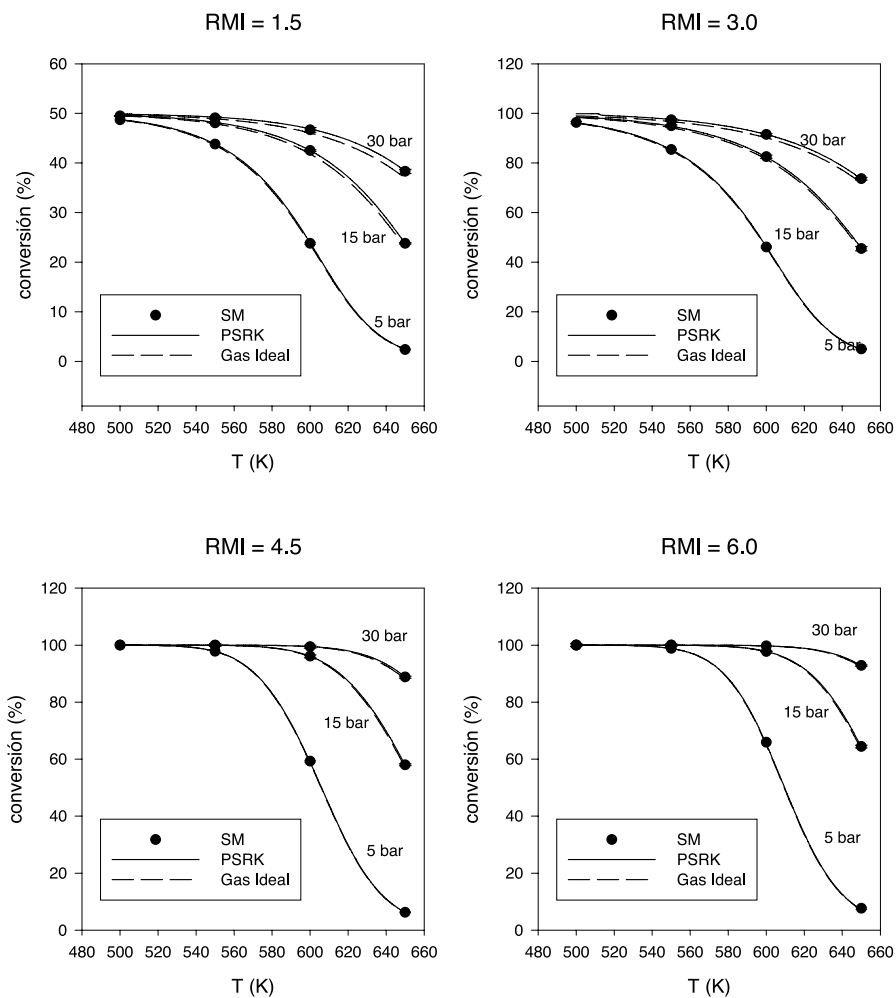 RMI = 1.5
60
50
40
30
20
10
0
conversión (%)
30 bar
15 bar
5 bar
SM
PSRK
Gas Ideal
480 500 520 540 560 580 600 620 640 660
T (K)
RMI = 3.0
120
100
80
60
40
20
0
conversión (%)
30 bar
15 bar
5 bar
SM
PSRK
Gas Ideal
480 500 520 540 560 580 600 620 640 660
T (K)
RMI = 4.5
120
100
80
60
40
20
0
conversión (%)
30 bar
15 bar
5 bar
SM
PSRK
Gas Ideal
480 500 520 540 560 580 600 620 640 660
T (K)
RMI = 6.0
120
100
80
60
40
20
0
conversión (%)
30 bar
15 bar
5 bar
SM
PSRK
Gas Ideal
480 500 520 540 560 580 600 620 640 660
T (K)